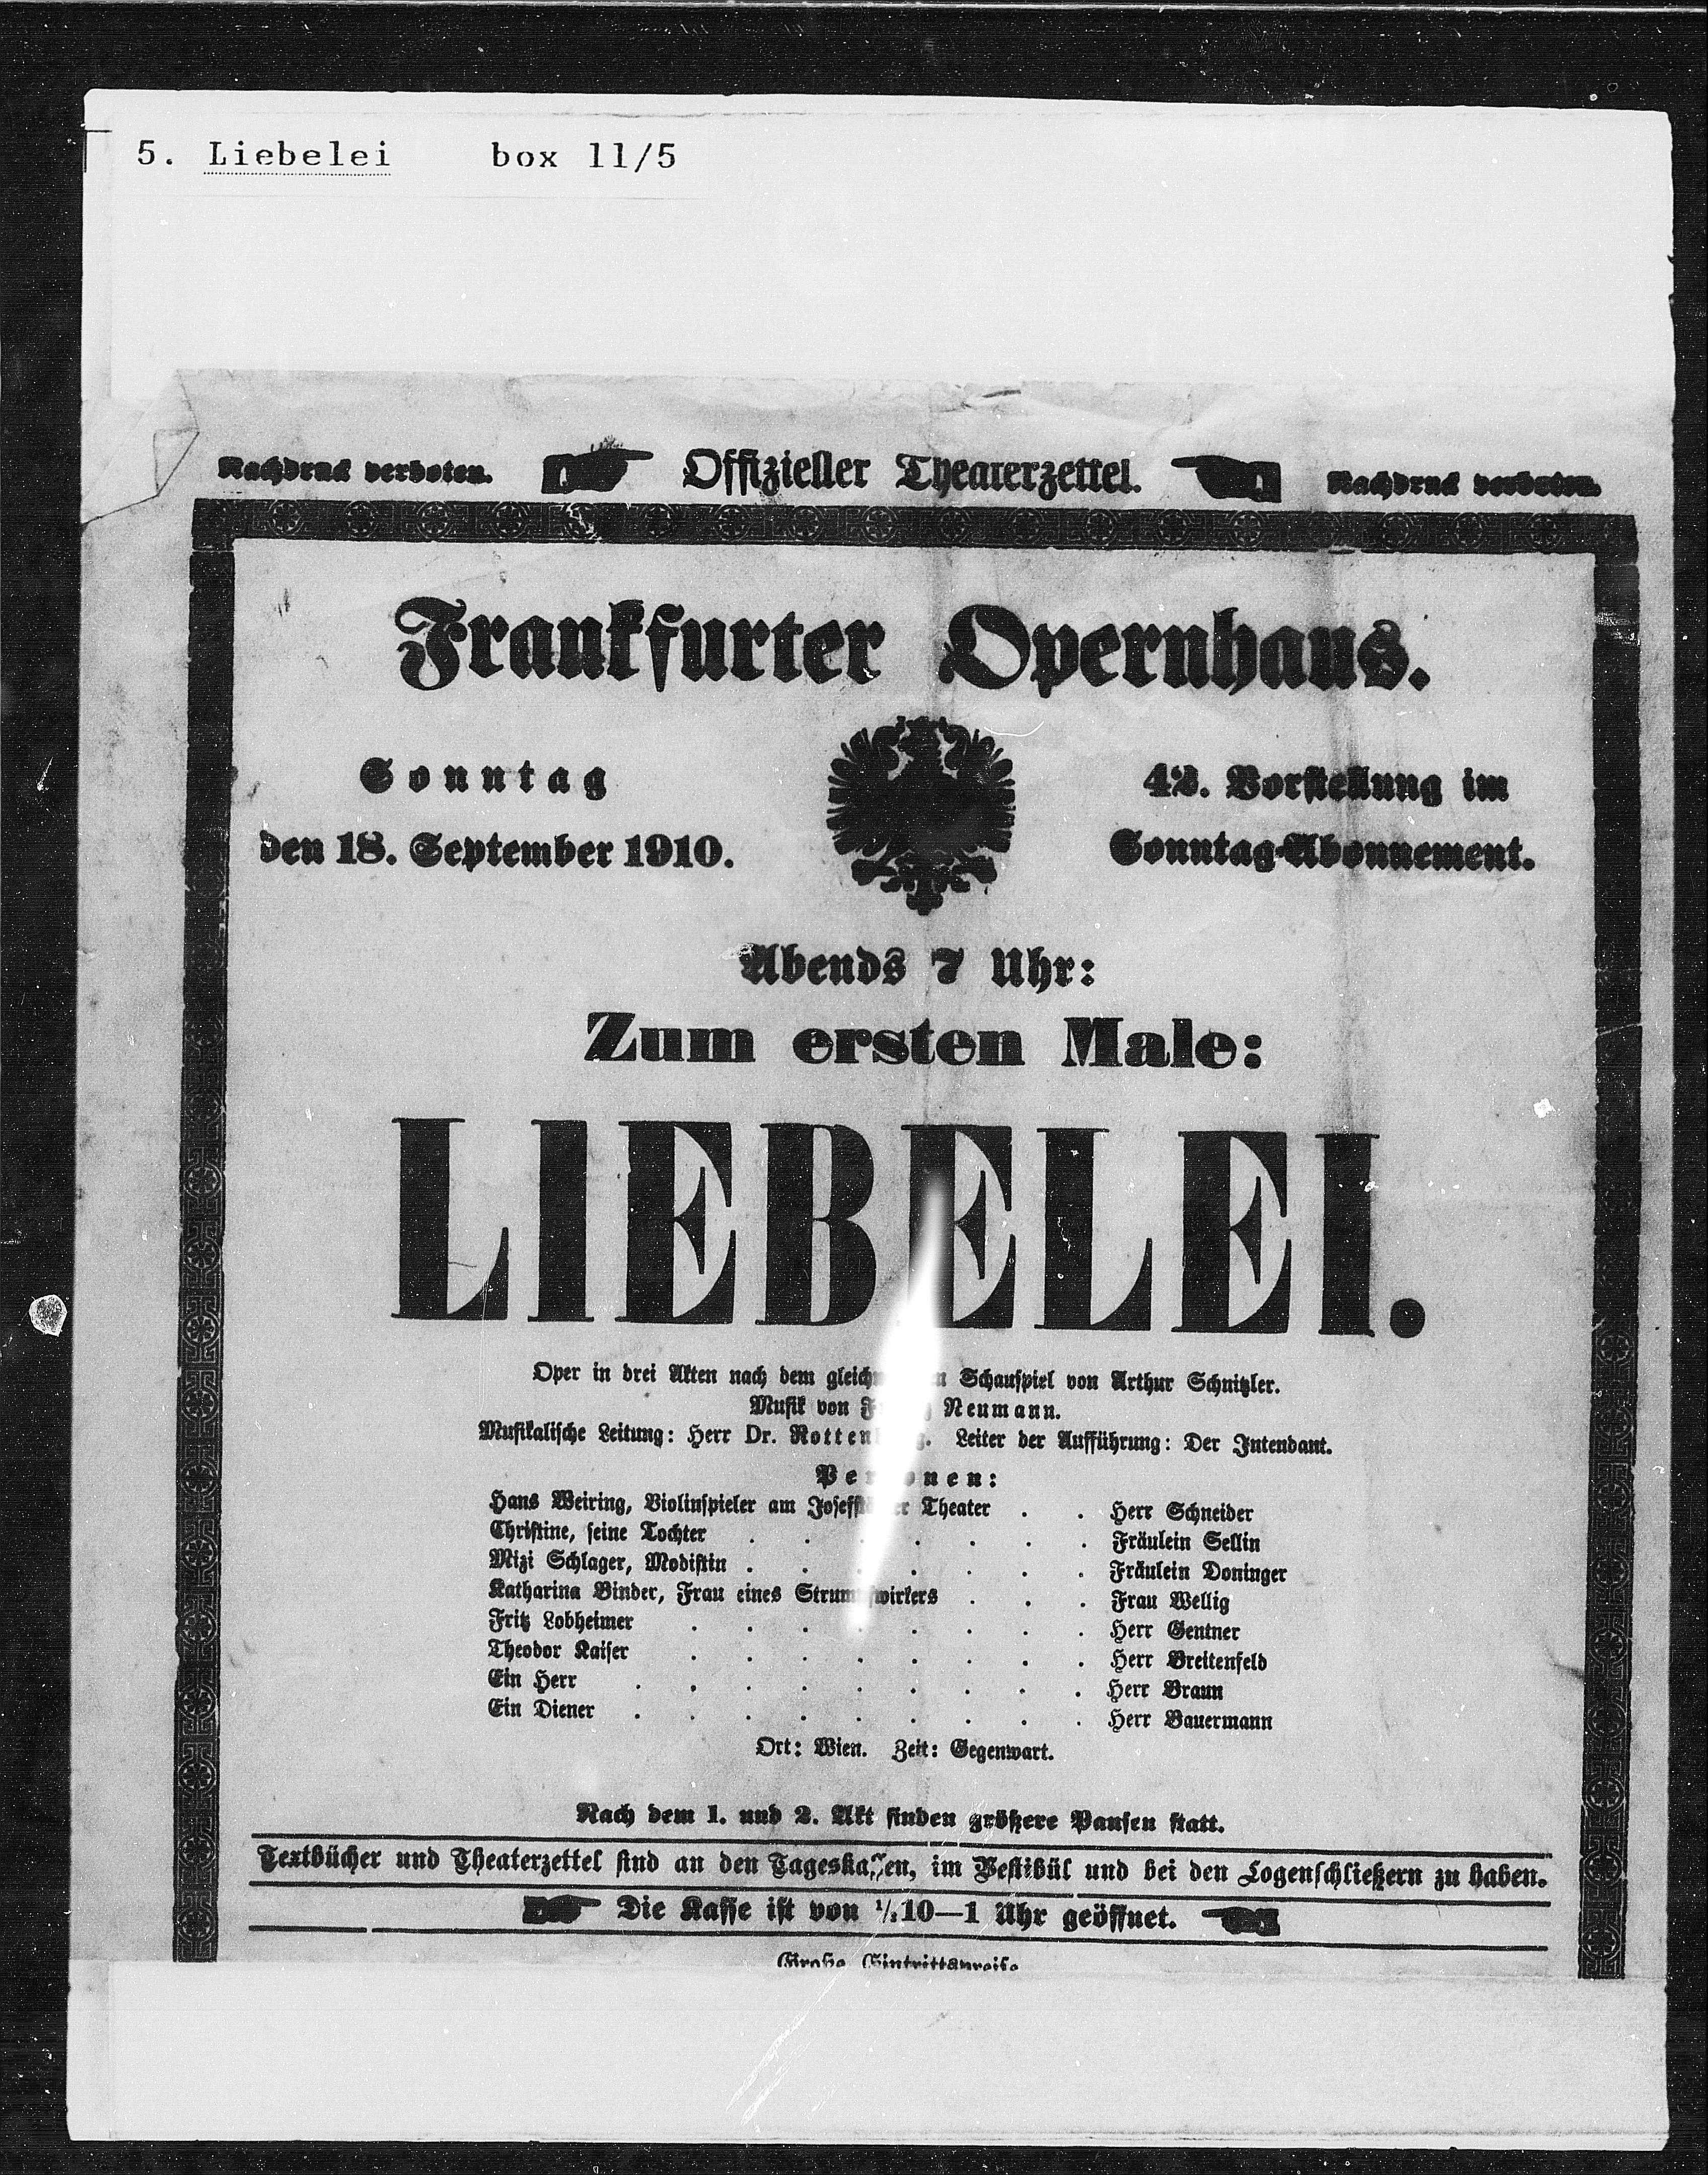 5. Liebelei box 11/5
Nachdruck verboten. Offizieller Theaterzettel. Nachdruck verboten.
Frankfurter Opernhaus.
Sonntag
den 18. September 1910.
42. Vorstellung im
Sonntag-Abonnement.
Abends 7 Uhr:
Zum ersten Male:
LIEBELEI.
Oper in drei Akten nach dem Schauspiel von Arthur Schnitzler.
Musik von Neumann.
Musikalische Leitung: Herr Dr. Leiter der Aufführung: Der Intendant.
Personen:
Hans Weiring, Violinspieler am Theater . . Herr Schneider
Christine, seine Tochter . . . . . . . Fräulein Sellin
Mizi Schlager, Modistin . . . . . . . Fräulein Doninger
Katharina Binder, Frau eines Strumpfwirkers . . . Frau Wellig
Fritz Lobheimer . . . . . . . . Herr Gentner
Theodor Kaiser . . . . . . . . Herr Breitenfeld
Ein Herr . . . . . . . . . Herr Braun
Ein Diener . . . . . . . . . Herr Bauermann
Ort: Wien. Zeit: Gegenwart.
Nach dem 1. und 2. Akt finden größere Pausen statt.
Textbücher und Theaterzettel sind an den Tageskassen, im Vestibül und bei den Logenschließern zu haben.
Die Kasse ist von 1/210—1 Uhr geöffnet.
Große Eintrittspreise